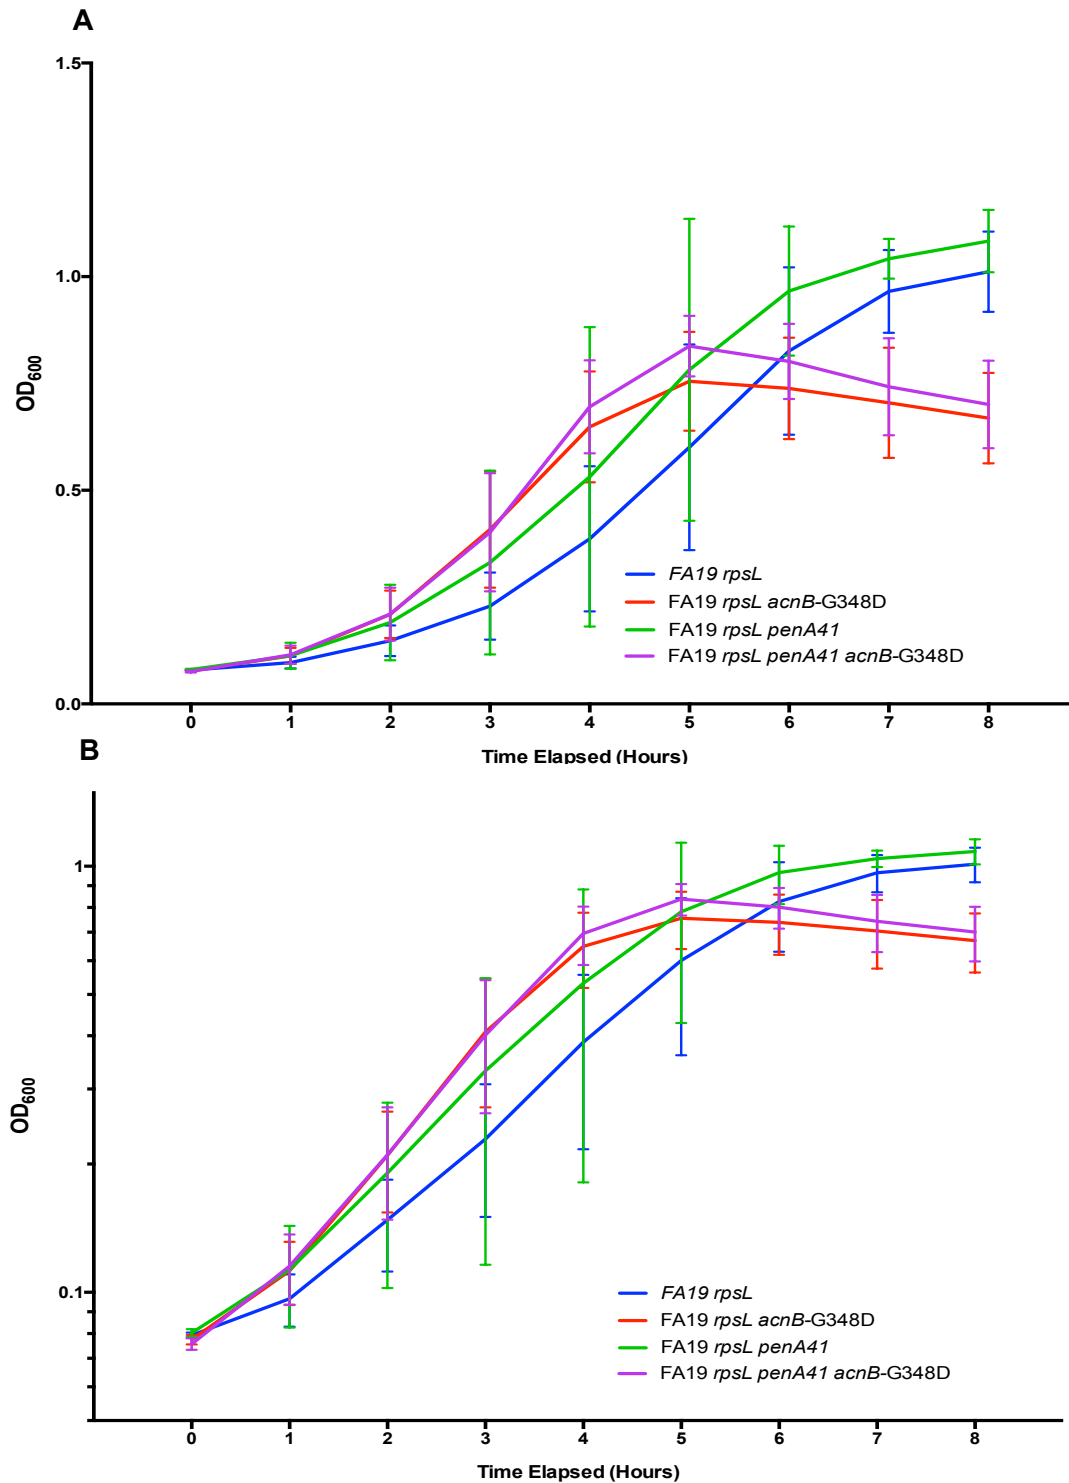 A
1.5
1.0
0.5
0.0
OD600
FA19 rpsL
FA19 rpsL acnB-G348D
FA19 rpsL penA41
FA19 rpsL penA41 acnB-G348D
0 1 2 3 4 5 6 7 8
Time Elapsed (Hours)
B
1
0.1
OD600
FA19 rpsL
FA19 rpsL acnB-G348D
FA19 rpsL penA41
FA19 rpsL penA41 acnB-G348D
0 1 2 3 4 5 6 7 8
Time Elapsed (Hours)